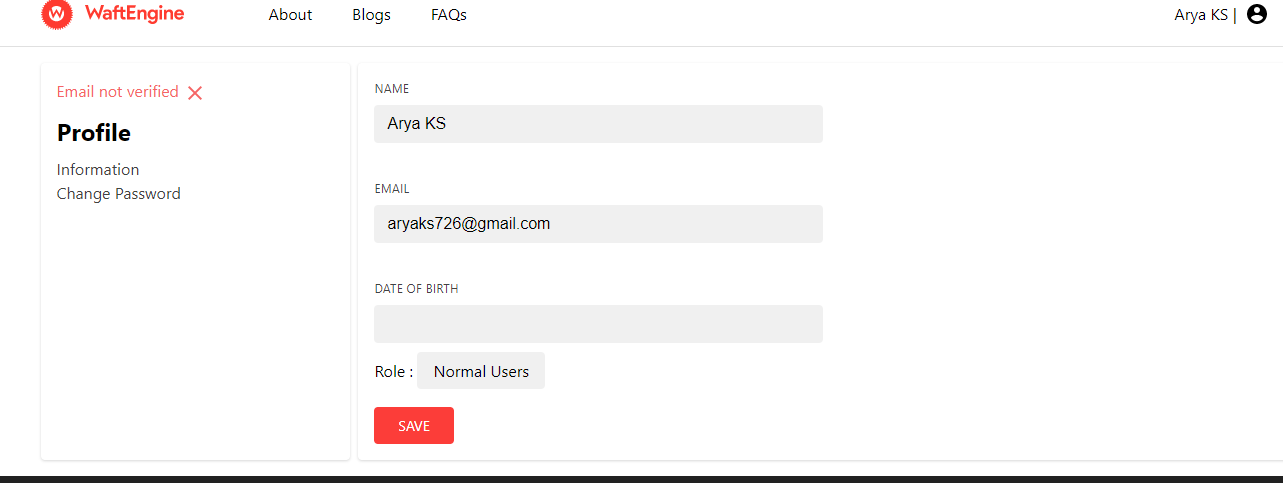 WaftEngine About Blogs FAQs Arya KS |
Email not verified
Profile
Information
Change Password
NAME
Arya KS
EMAIL
aryaks726@gmail.com
DATE OF BIRTH
Role : Normal Users
SAVE